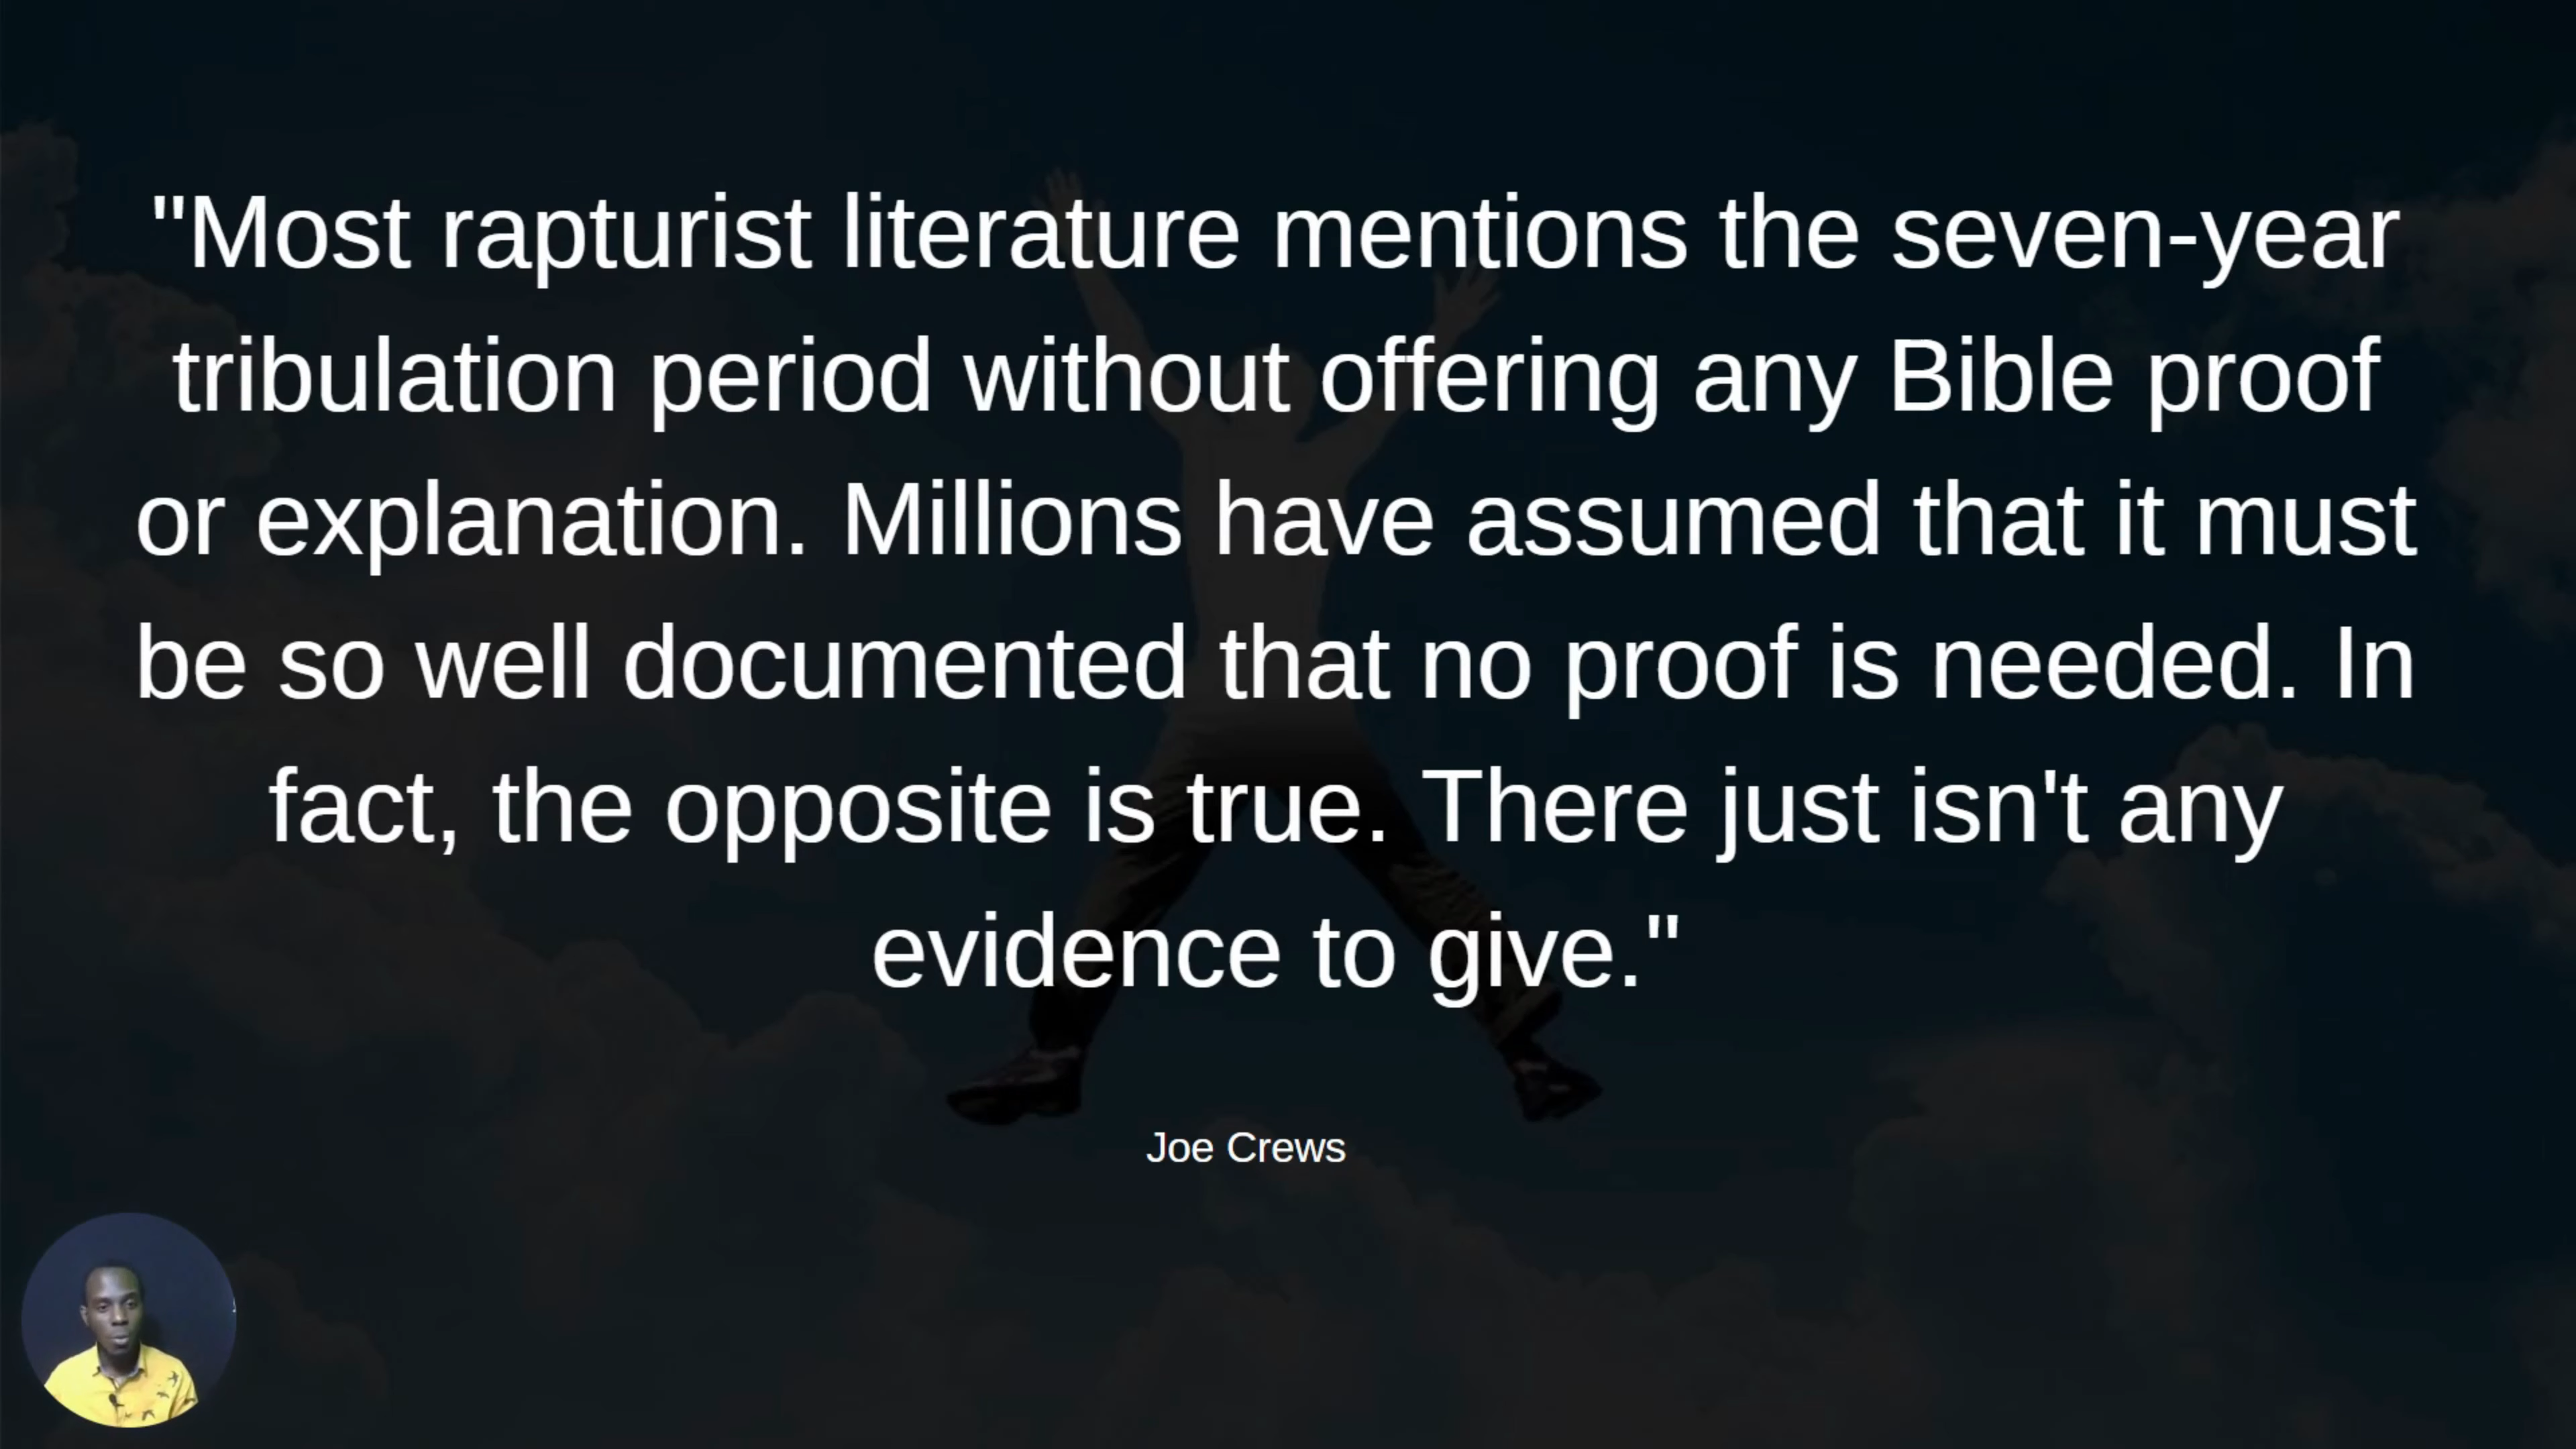 "Most rapturist literature mentions the seven-year
tribulation period without offering any Bible proof
or explanation. Millions have assumed that it must
be so well documented that no proof is needed. In
fact, the opposite is true. There just isn't any
evidence to give."
Joe Crews